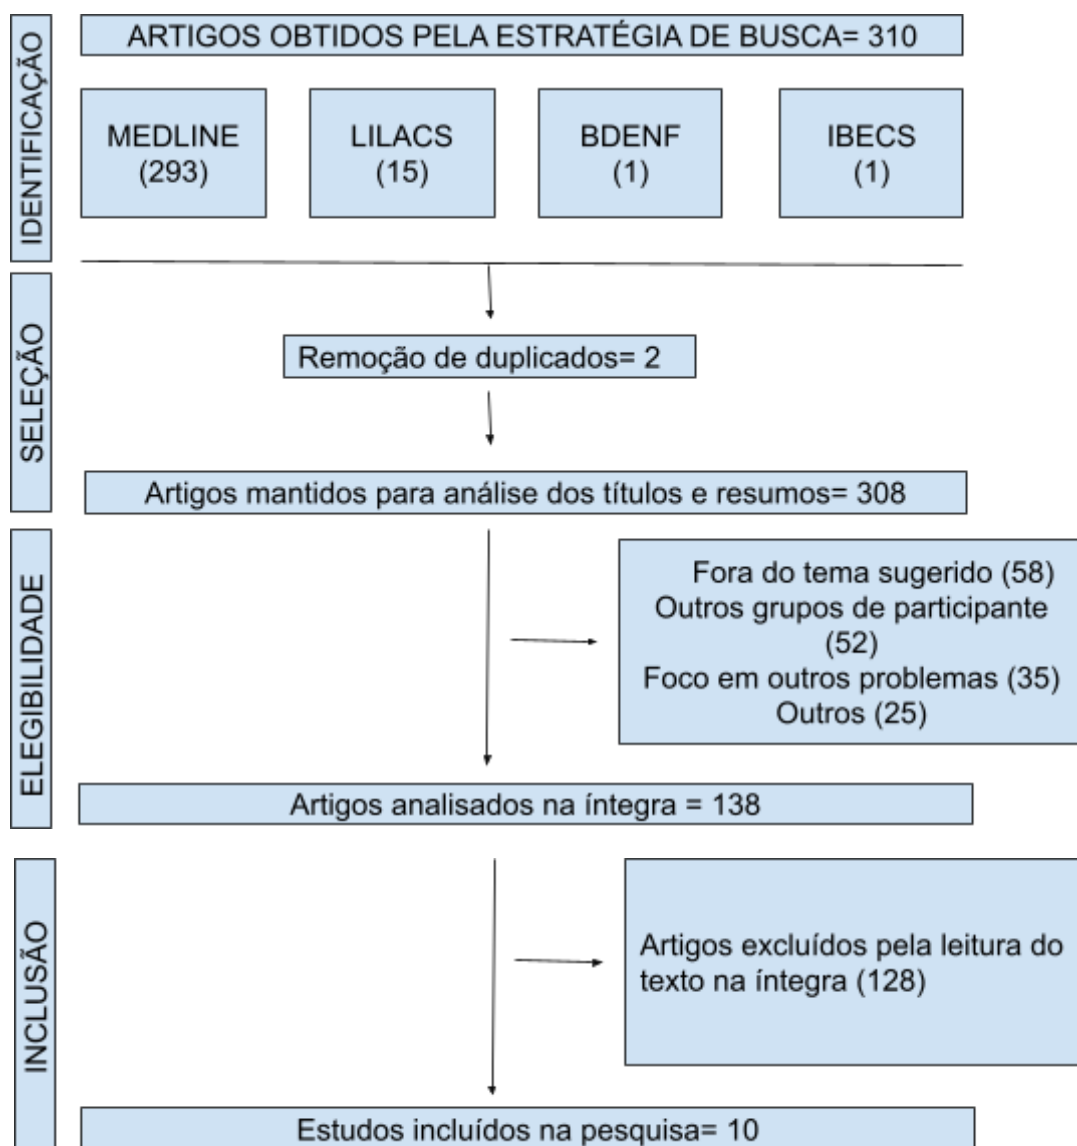 IDENTIFICAÇÃO
ARTIGOS OBTIDOS PELA ESTRATÉGIA DE BUSCA= 310
MEDLINE
(293)
LILACS
(15)
BDENF
(1)
IBECS
(1)
SELEÇÃO
Remoção de duplicados= 2
Artigos mantidos para análise dos títulos e resumos= 308
ELEGIBILIDADE
Fora do tema sugerido (58)
Outros grupos de participante
(52)
Foco em outros problemas (35)
Outros (25)
Artigos analisados na íntegra = 138
INCLUSÃO
Artigos excluídos pela leitura do
texto na íntegra (128)
Estudos incluídos na pesquisa= 10